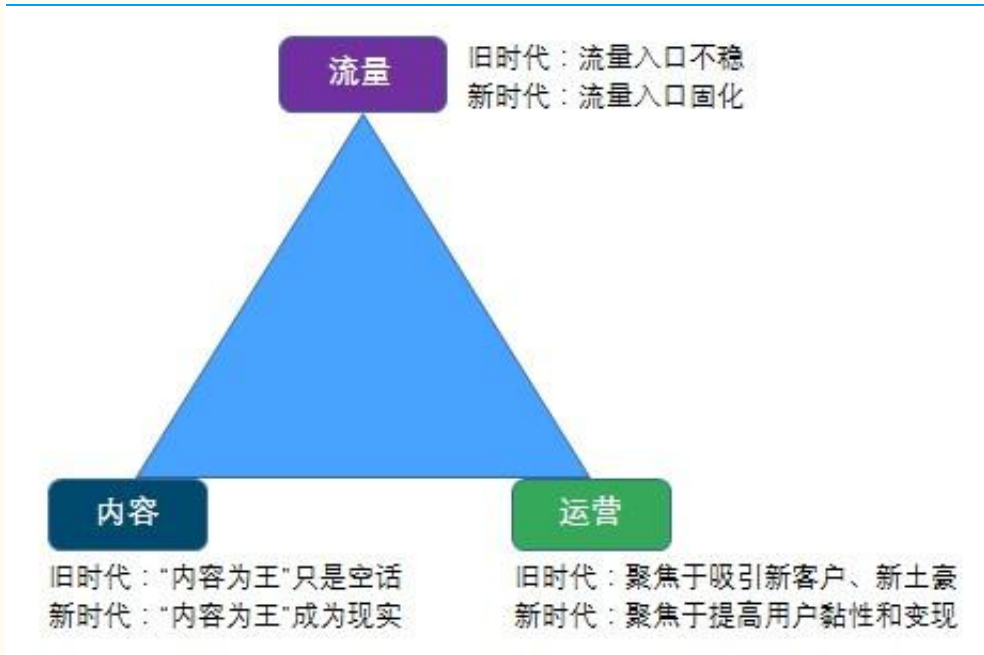 流量
旧时代：流量入口不稳
新时代：流量入口固化
内容
旧时代：“内容为王”只是空话
新时代：“内容为王”成为现实
运营
旧时代：聚焦于吸引新客户、新土豪
新时代：聚焦于提高用户黏性和变现